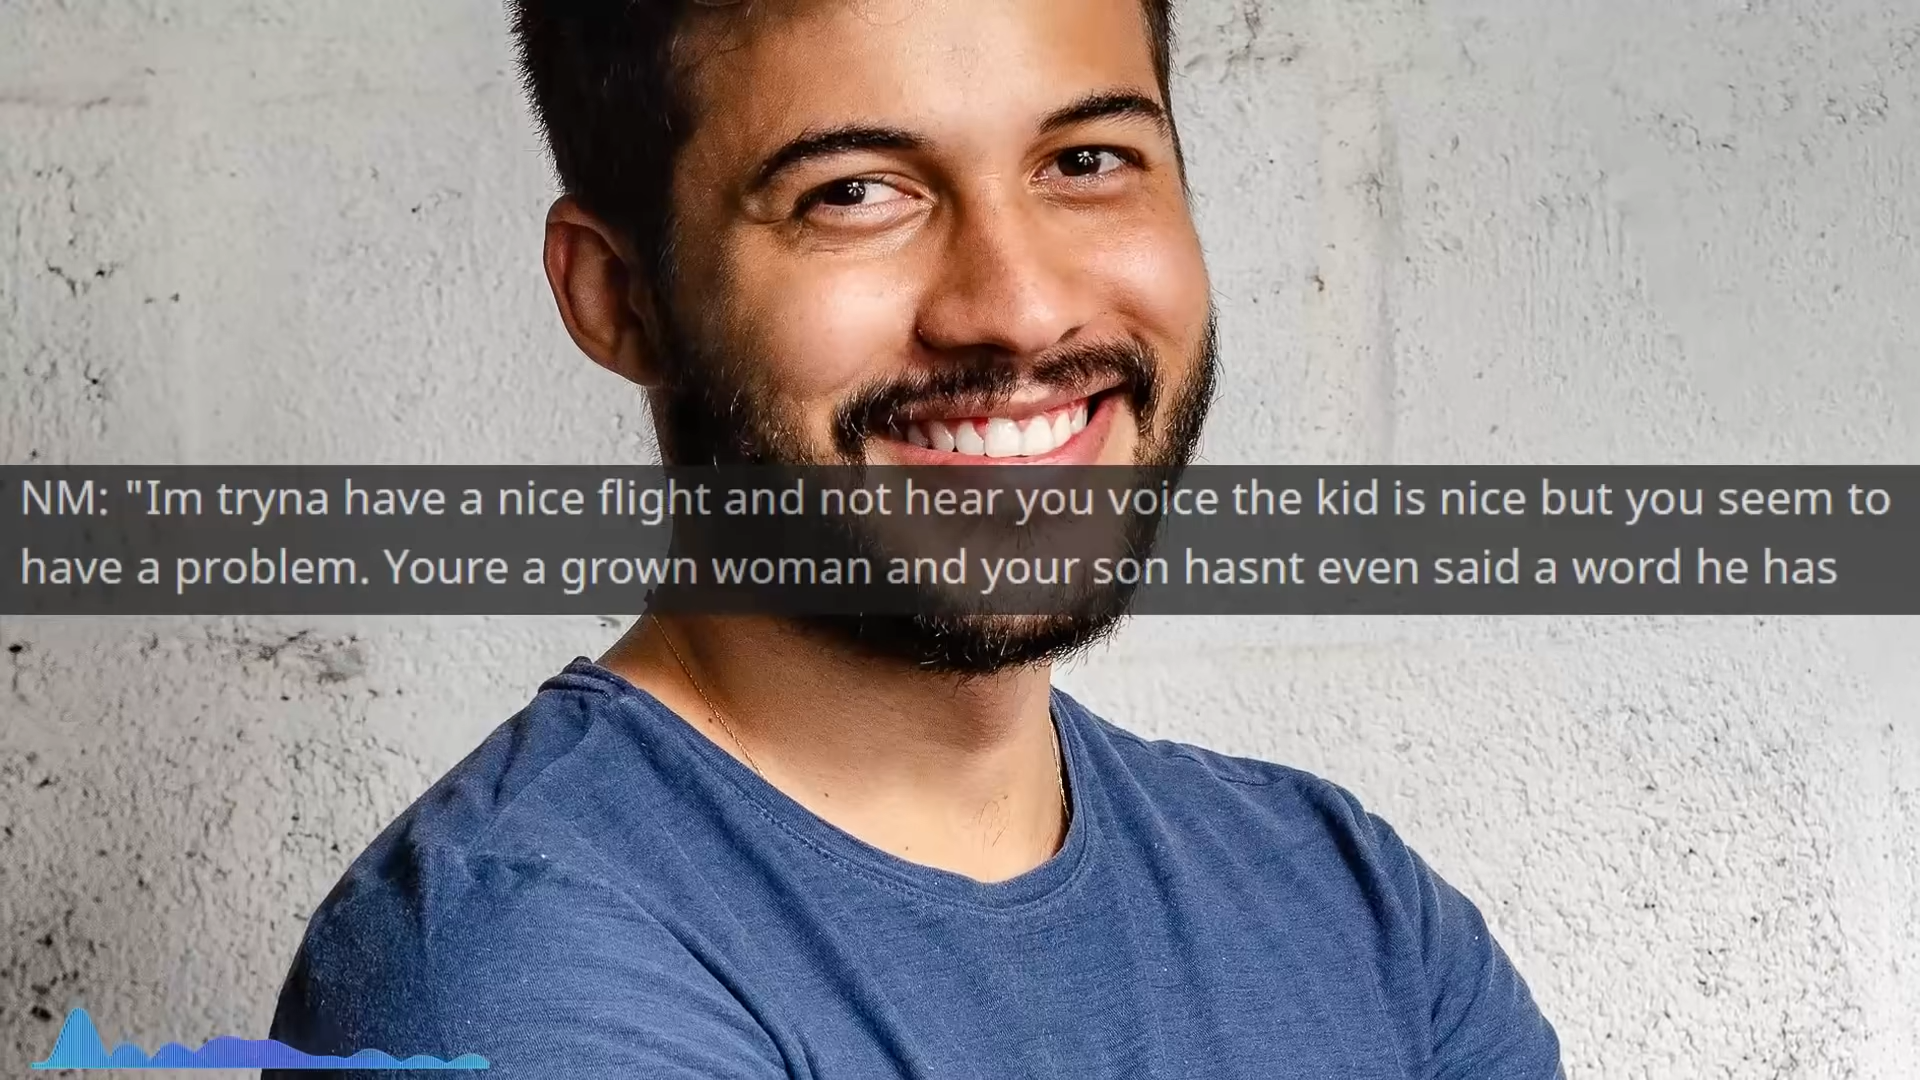 NM: "Im tryna have a nice flight and not hear you voice the kid is nice but you seem to
have a problem. Youre a grown woman and your son hasnt even said a word he has